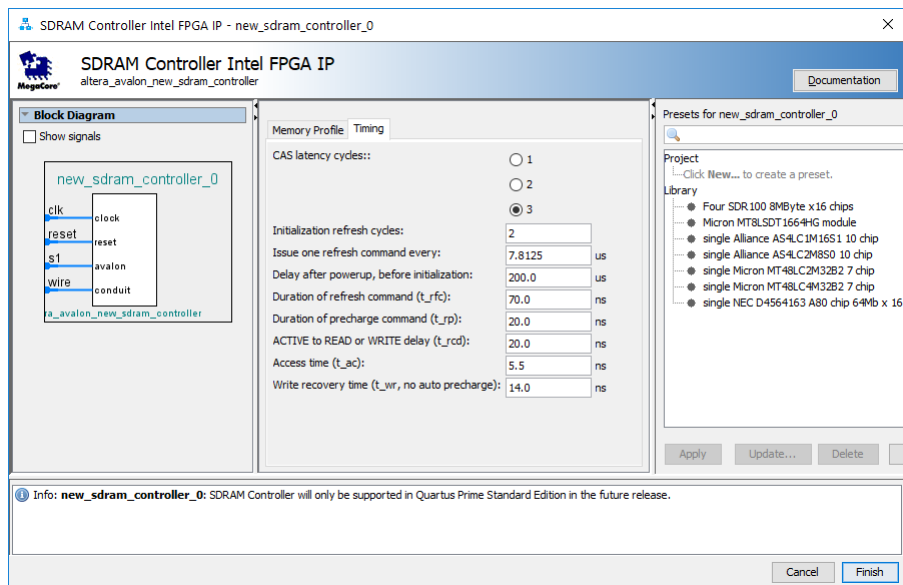 SDRAM Controller Intel FPGA IP - new_sdram_controller_0
SDRAM Controller Intel FPGA IP
altera_avalon_new_sdram_controller
MegaCore®
Documentation
Block Diagram
Show signals
new_sdram_controller_0
clk
clock
reset
reset
s1
avalon
wire
conduit
ra_avalon_new_sdram_controller
Memory Profile Timing
CAS latency cycles::
1
2
3
Initialization refresh cycles: 2
Issue one refresh command every: 7.8125 us
Delay after powerup, before initialization: 200.0 us
Duration of refresh command (t_rfc): 70.0 ns
Duration of precharge command (t_rp): 20.0 ns
ACTIVE to READ or WRITE delay (t_rcd): 20.0 ns
Access time (t_ac): 5.5 ns
Write recovery time (t_wr, no auto precharge): 14.0 ns
Presets for new_sdram_controller_0
Project
Click New... to create a preset.
Library
Four SDR100 8MByte x16 chips
Micron MT8LSDT1664HG module
single Alliance AS4LC1M16S1 10 chip
single Alliance AS4LC2M8S0 10 chip
single Micron MT48LC2M32B2 7 chip
single Micron MT48LC4M32B2 7 chip
single NEC D4564163 A80 chip 64Mb x 16
Apply Update... Delete
Info: new_sdram_controller_0: SDRAM Controller will only be supported in Quartus Prime Standard Edition in the future release.
Cancel Finish